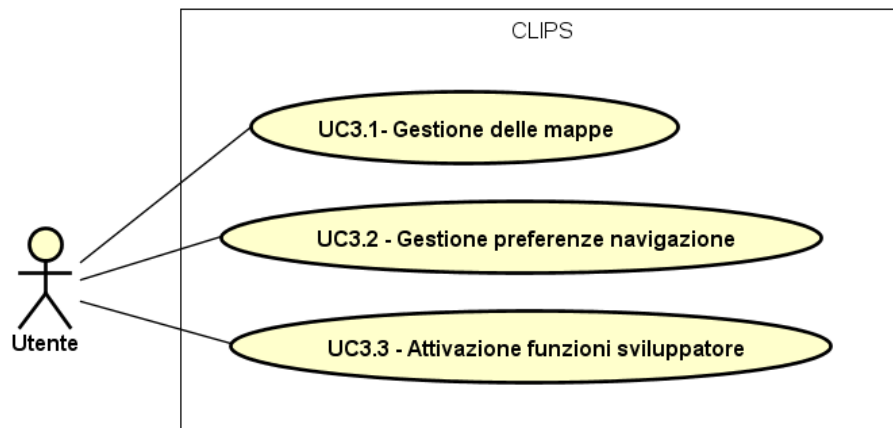 CLIPS
UC3.1- Gestione delle mappe
UC3.2 - Gestione preferenze navigazione
UC3.3 - Attivazione funzioni sviluppatore
Utente